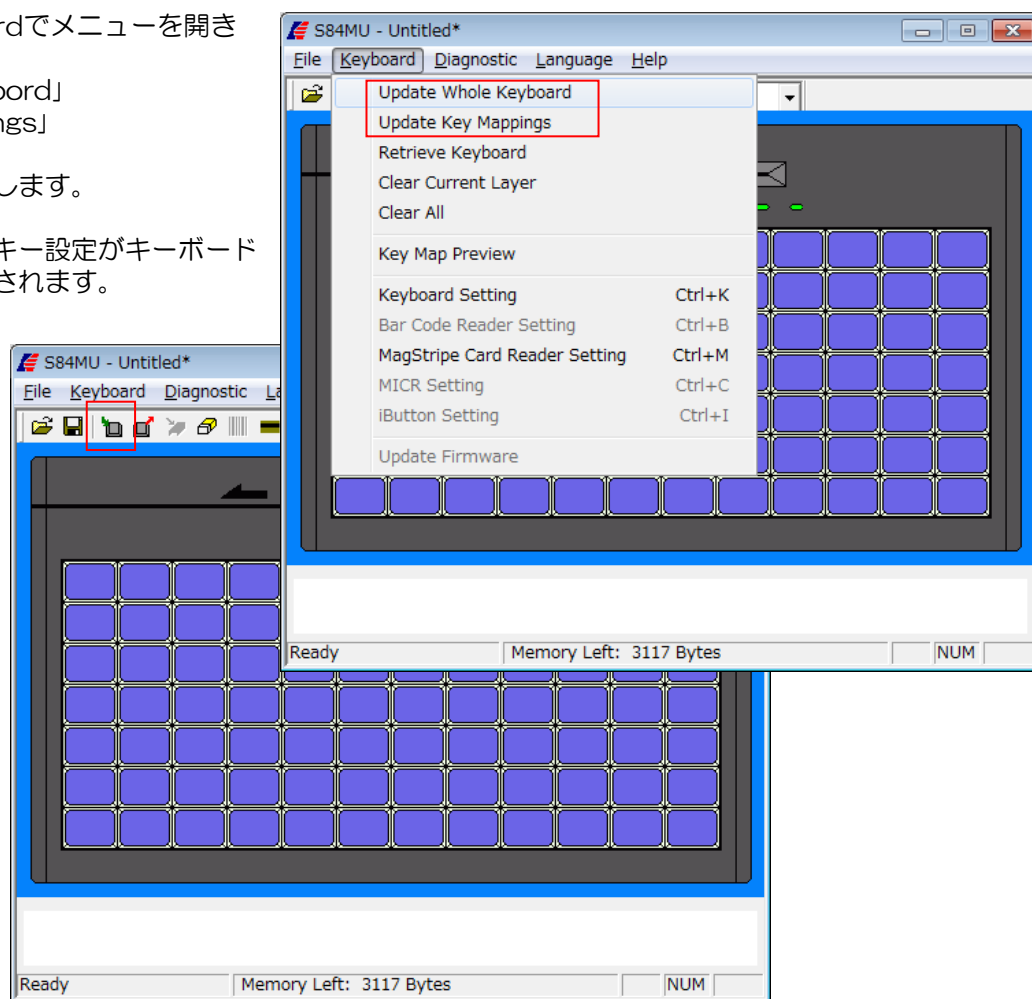 rdでメニューを開き
bord」
ngs」
します。
キー設定がキーボード
されます。
S84MU - Untitled*
File Keyboard Diagnostic Language Help
Update Whole Keyboard
Update Key Mappings
Retrieve Keyboard
Clear Current Layer
Clear All
Key Map Preview
Keyboard Setting Ctrl+K
Bar Code Reader Setting Ctrl+B
MagStripe Card Reader Setting Ctrl+M
MICR Setting Ctrl+C
iButton Setting Ctrl+I
Update Firmware
Ready Memory Left: 3117 Bytes NUM
S84MU - Untitled*
File Keyboard Diagnostic La
Ready Memory Left: 3117 Bytes NUM